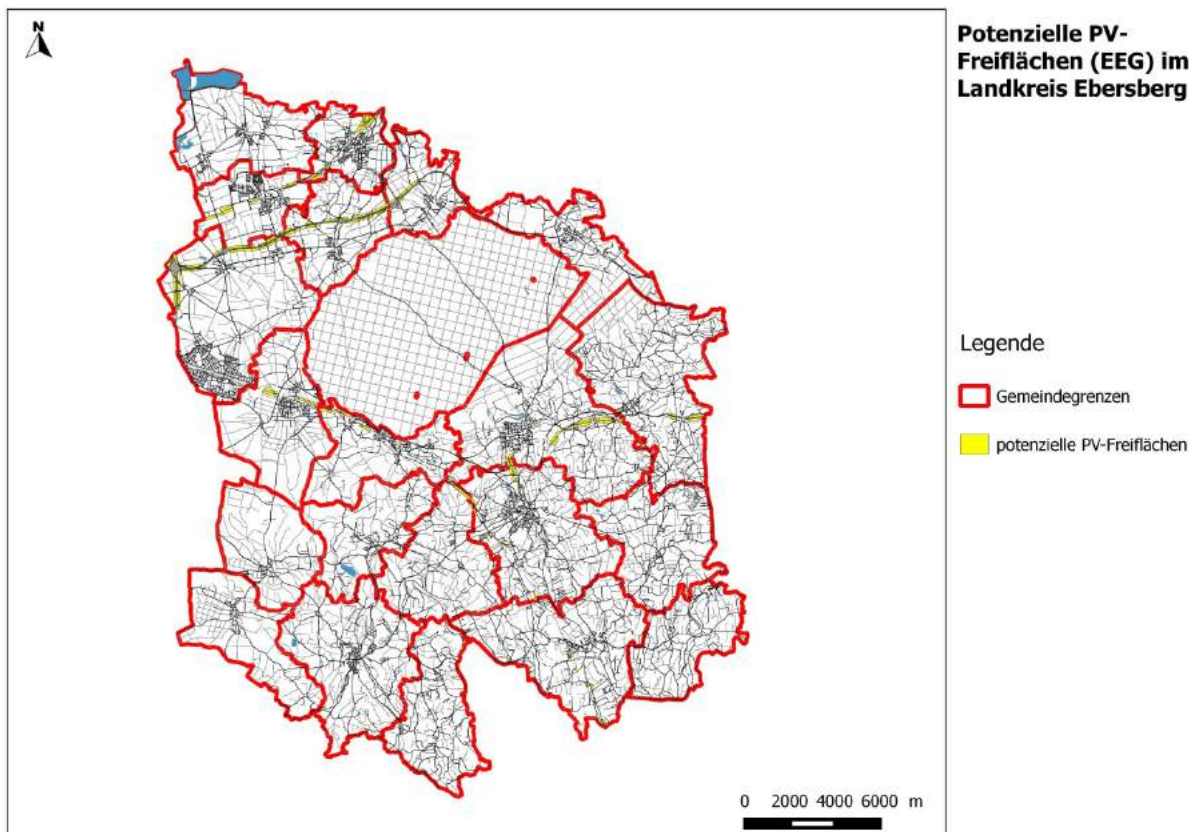 N
Potenzielle PV-
Freiflächen (EEG) im
Landkreis Ebersberg
Legende
Gemeindegrenzen
potenzielle PV-Freiflächen
0 2000 4000 6000 m